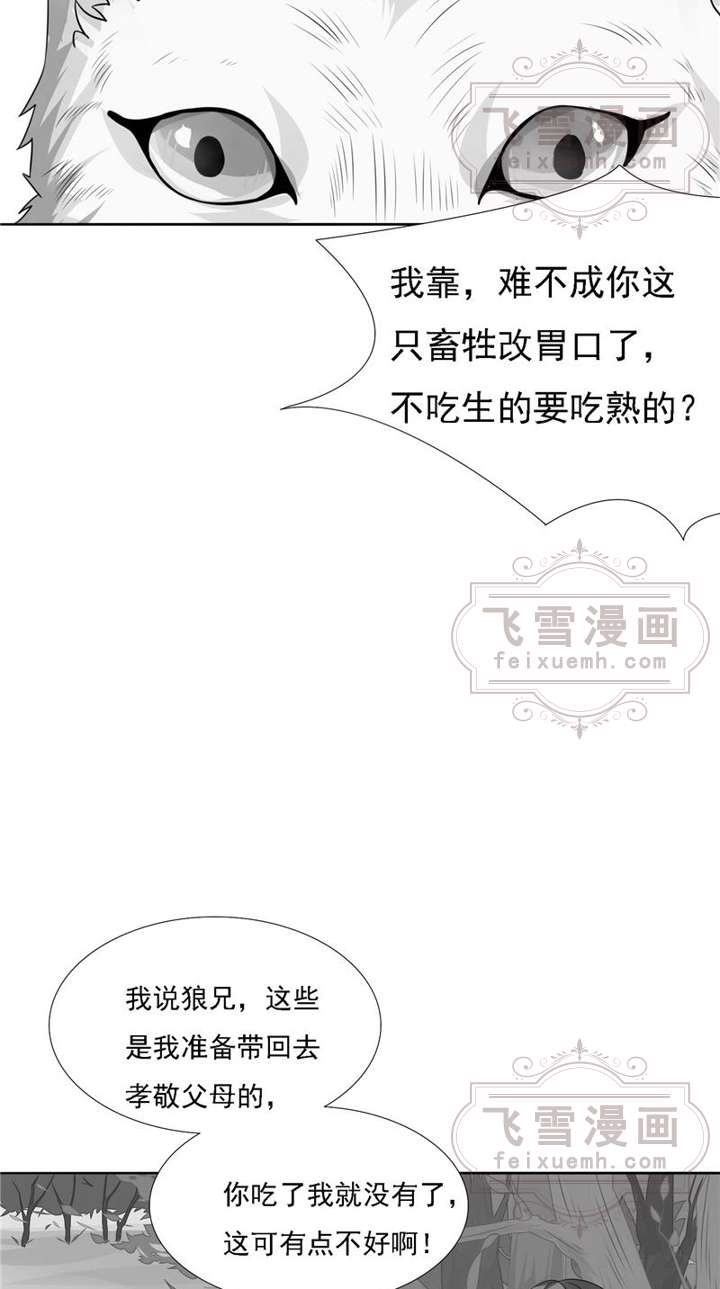 飞雪漫画
feixuemh.com
我靠，难不成你这
只畜牲改胃口了，
不吃生的要吃熟的？
飞雪漫画
feixuemh.com
我说狼兄，这些
是我准备带回去
孝敬父母的，
飞雪漫画
feixuemh.com
你吃了我就没有了，
这可有点不好啊！